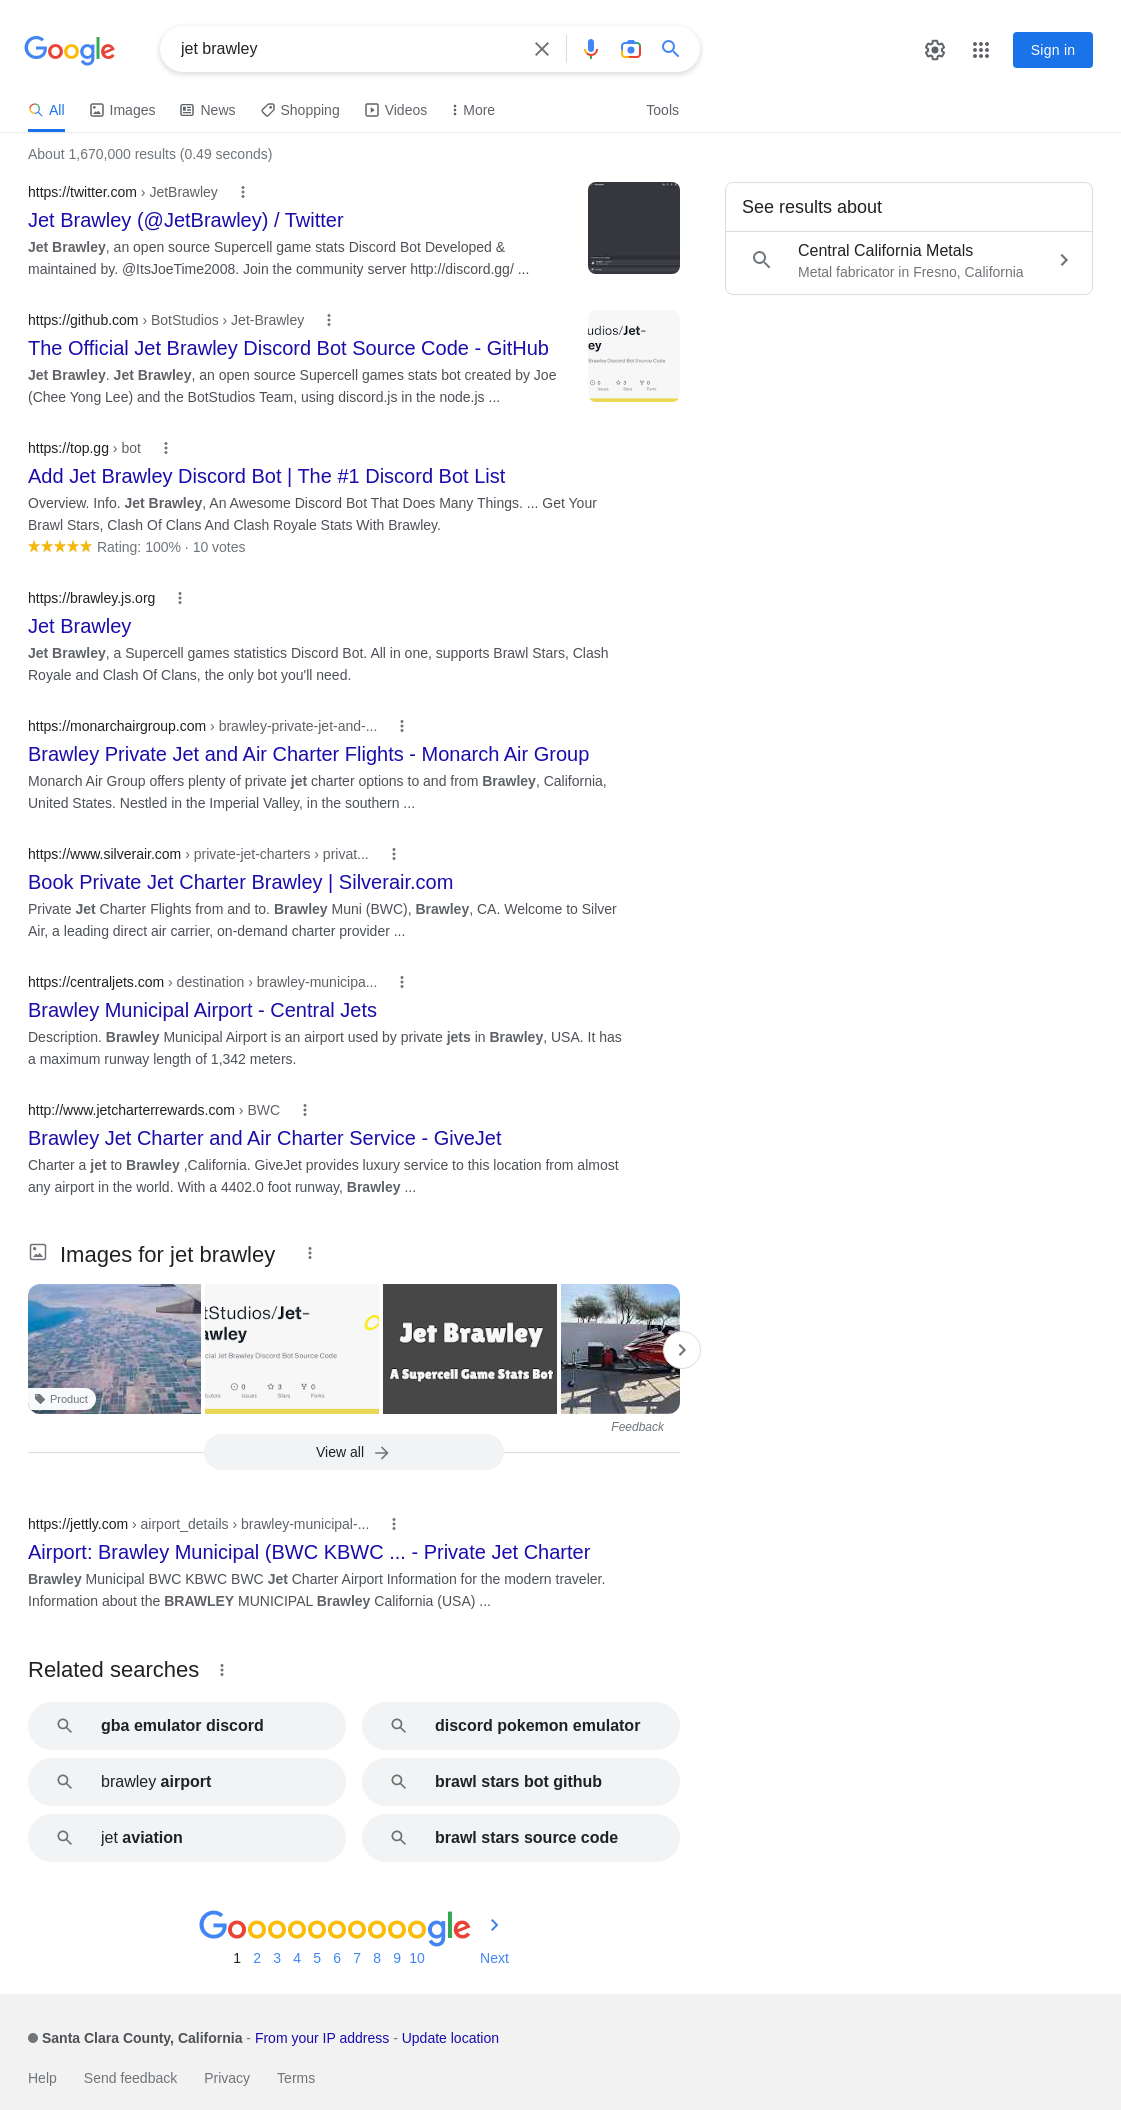 Google
jet brawley
Sign in
All
Images
News
Shopping
Videos
More
Tools
About 1,670,000 results (0.49 seconds)
https://twitter.com › JetBrawley
Jet Brawley (@JetBrawley) / Twitter
Jet Brawley, an open source Supercell game stats Discord Bot Developed &
maintained by. @ItsJoeTime2008. Join the community server http://discord.gg/ ...
See results about
Central California Metals
Metal fabricator in Fresno, California
https://github.com › BotStudios › Jet-Brawley
The Official Jet Brawley Discord Bot Source Code - GitHub
Jet Brawley. Jet Brawley, an open source Supercell games stats bot created by Joe
(Chee Yong Lee) and the BotStudios Team, using discord.js in the node.js ...
udios/Jet-
ey
Brawley Discord Bot Source Code
0
3
0
Issues
Stars
Forks
https://top.gg › bot
Add Jet Brawley Discord Bot | The #1 Discord Bot List
Overview. Info. Jet Brawley, An Awesome Discord Bot That Does Many Things. ... Get Your
Brawl Stars, Clash Of Clans And Clash Royale Stats With Brawley.
Rating: 100% · 10 votes
https://brawley.js.org
Jet Brawley
Jet Brawley, a Supercell games statistics Discord Bot. All in one, supports Brawl Stars, Clash
Royale and Clash Of Clans, the only bot you'll need.
https://monarchairgroup.com › brawley-private-jet-and-...
Brawley Private Jet and Air Charter Flights - Monarch Air Group
Monarch Air Group offers plenty of private jet charter options to and from Brawley, California,
United States. Nestled in the Imperial Valley, in the southern ...
https://www.silverair.com › private-jet-charters › privat...
Book Private Jet Charter Brawley | Silverair.com
Private Jet Charter Flights from and to. Brawley Muni (BWC), Brawley, CA. Welcome to Silver
Air, a leading direct air carrier, on-demand charter provider ...
https://centraljets.com › destination › brawley-municipa...
Brawley Municipal Airport - Central Jets
Description. Brawley Municipal Airport is an airport used by private jets in Brawley, USA. It has
a maximum runway length of 1,342 meters.
http://www.jetcharterrewards.com › BWC
Brawley Jet Charter and Air Charter Service - GiveJet
Charter a jet to Brawley ,California. GiveJet provides luxury service to this location from almost
any airport in the world. With a 4402.0 foot runway, Brawley ...
Images for jet brawley
Product
tStudios/Jet-
awley
cial Jet Brawley Discord Bot Source Code
0
3
0
butors
Issues
Stars
Forks
Jet Brawley
A Supercell Game Stats Bot
Feedback
View all
https://jettly.com › airport_details › brawley-municipal-...
Airport: Brawley Municipal (BWC KBWC ... - Private Jet Charter
Brawley Municipal BWC KBWC BWC Jet Charter Airport Information for the modern traveler.
Information about the BRAWLEY MUNICIPAL Brawley California (USA) ...
Related searches
gba emulator discord
discord pokemon emulator
brawley airport
brawl stars bot github
jet aviation
brawl stars source code
Goooooooooogle
1 2 3 4 5 6 7 8 9 10 Next
Santa Clara County, California - From your IP address - Update location
Help
Send feedback
Privacy
Terms